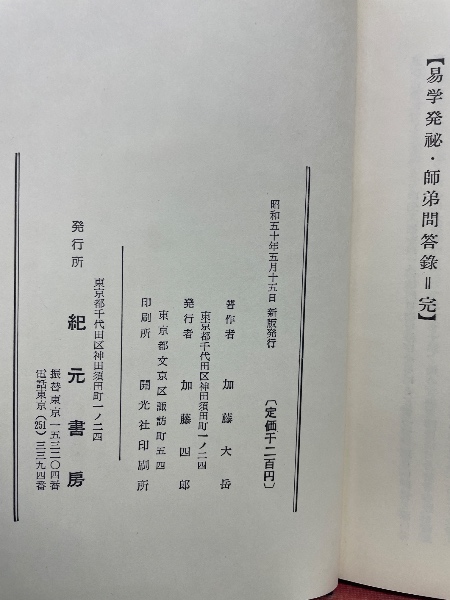 【易学発祕・師弟問答錄＝完】
昭和五十年五月十五日 新版発行
〔定価千二百円〕
著作者 加藤大岳
東京都千代田区神田須田町一ノ二四
発行者 加藤四郎
東京都文京区諏訪町五四
印刷所 開光社印刷所
東京都千代田区神田須田町一ノ二四
発行所 紀元書房
振替東京一五三二〇四番
電話東京(251)三三九四番